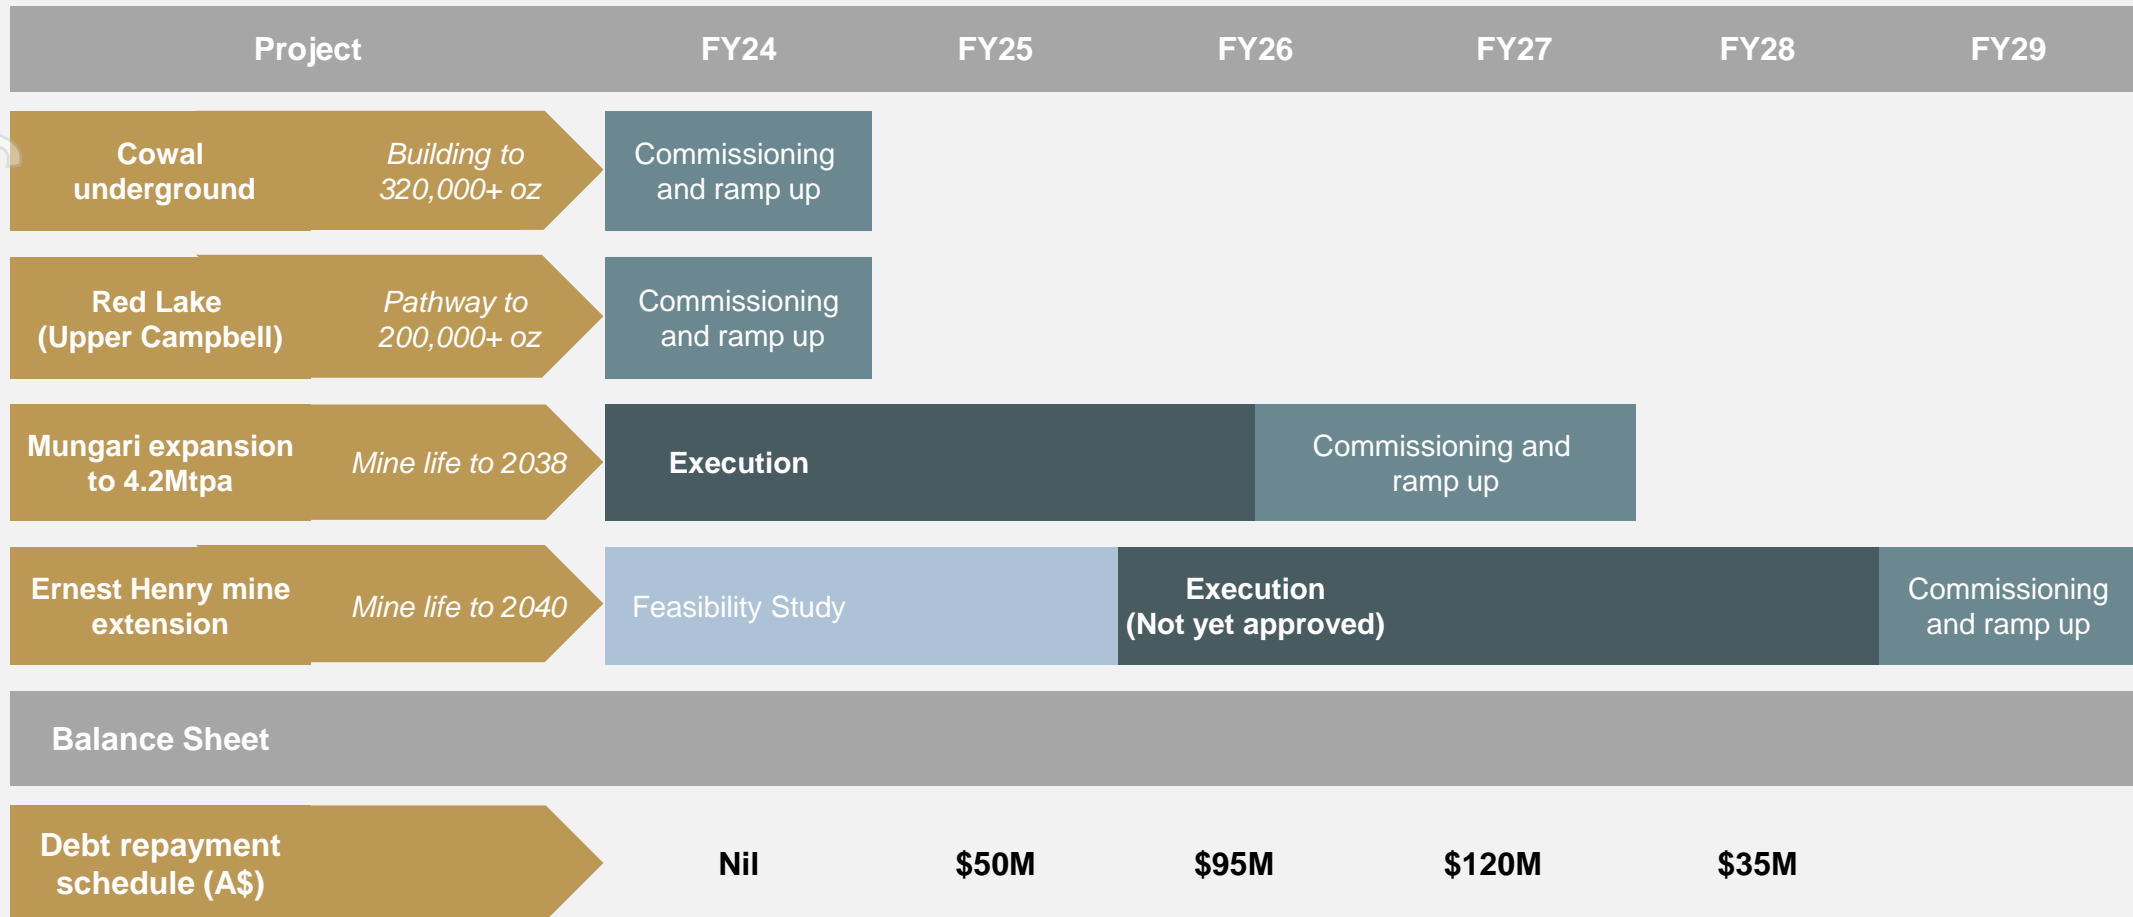 Project FY24 FY25 FY26 FY27 FY28 FY29
Cowal
underground
Building to
320,000+ oz
Commissioning
and ramp up
Red Lake
(Upper Campbell)
Pathway to
200,000+ oz
Commissioning
and ramp up
Mungari expansion
to 4.2Mtpa
Mine life to 2038
Execution
Commissioning and
ramp up
Ernest Henry mine
extension
Mine life to 2040
Feasibility Study
Execution
(Not yet approved)
Commissioning
and ramp up
Balance Sheet
Debt repayment
schedule (A$)
Nil $50M $95M $120M $35M